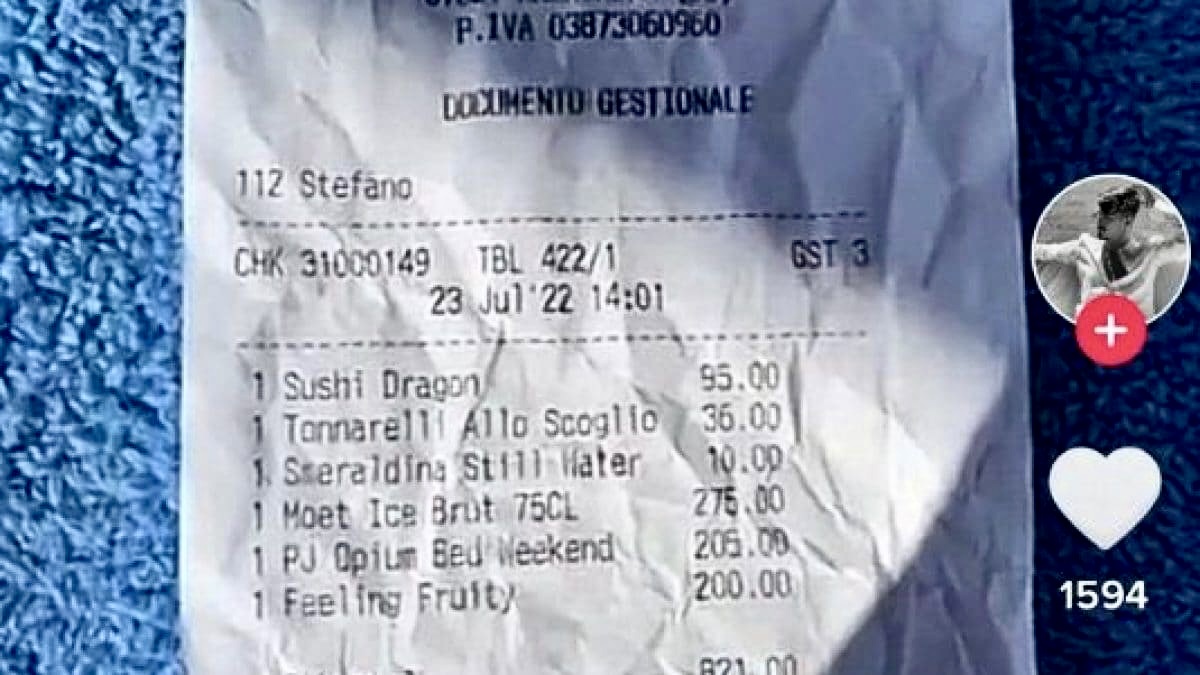 P.IVA 03873060960
DOCUMENTO GESTIONALE
112 Stefano
CHK 31000149 TBL 422/1 GST 3
23 Jul'22 14:01
1 Sushi Dragon 95.00
1 Tonnarelli Allo Scoglio 36.00
1 Smeraldina Still Water 10.00
1 Moet Ice Brut 75CL 275.00
1 PJ Opium Bed Weekend 205.00
1 Feeling Fruity 200.00
821.00
1594